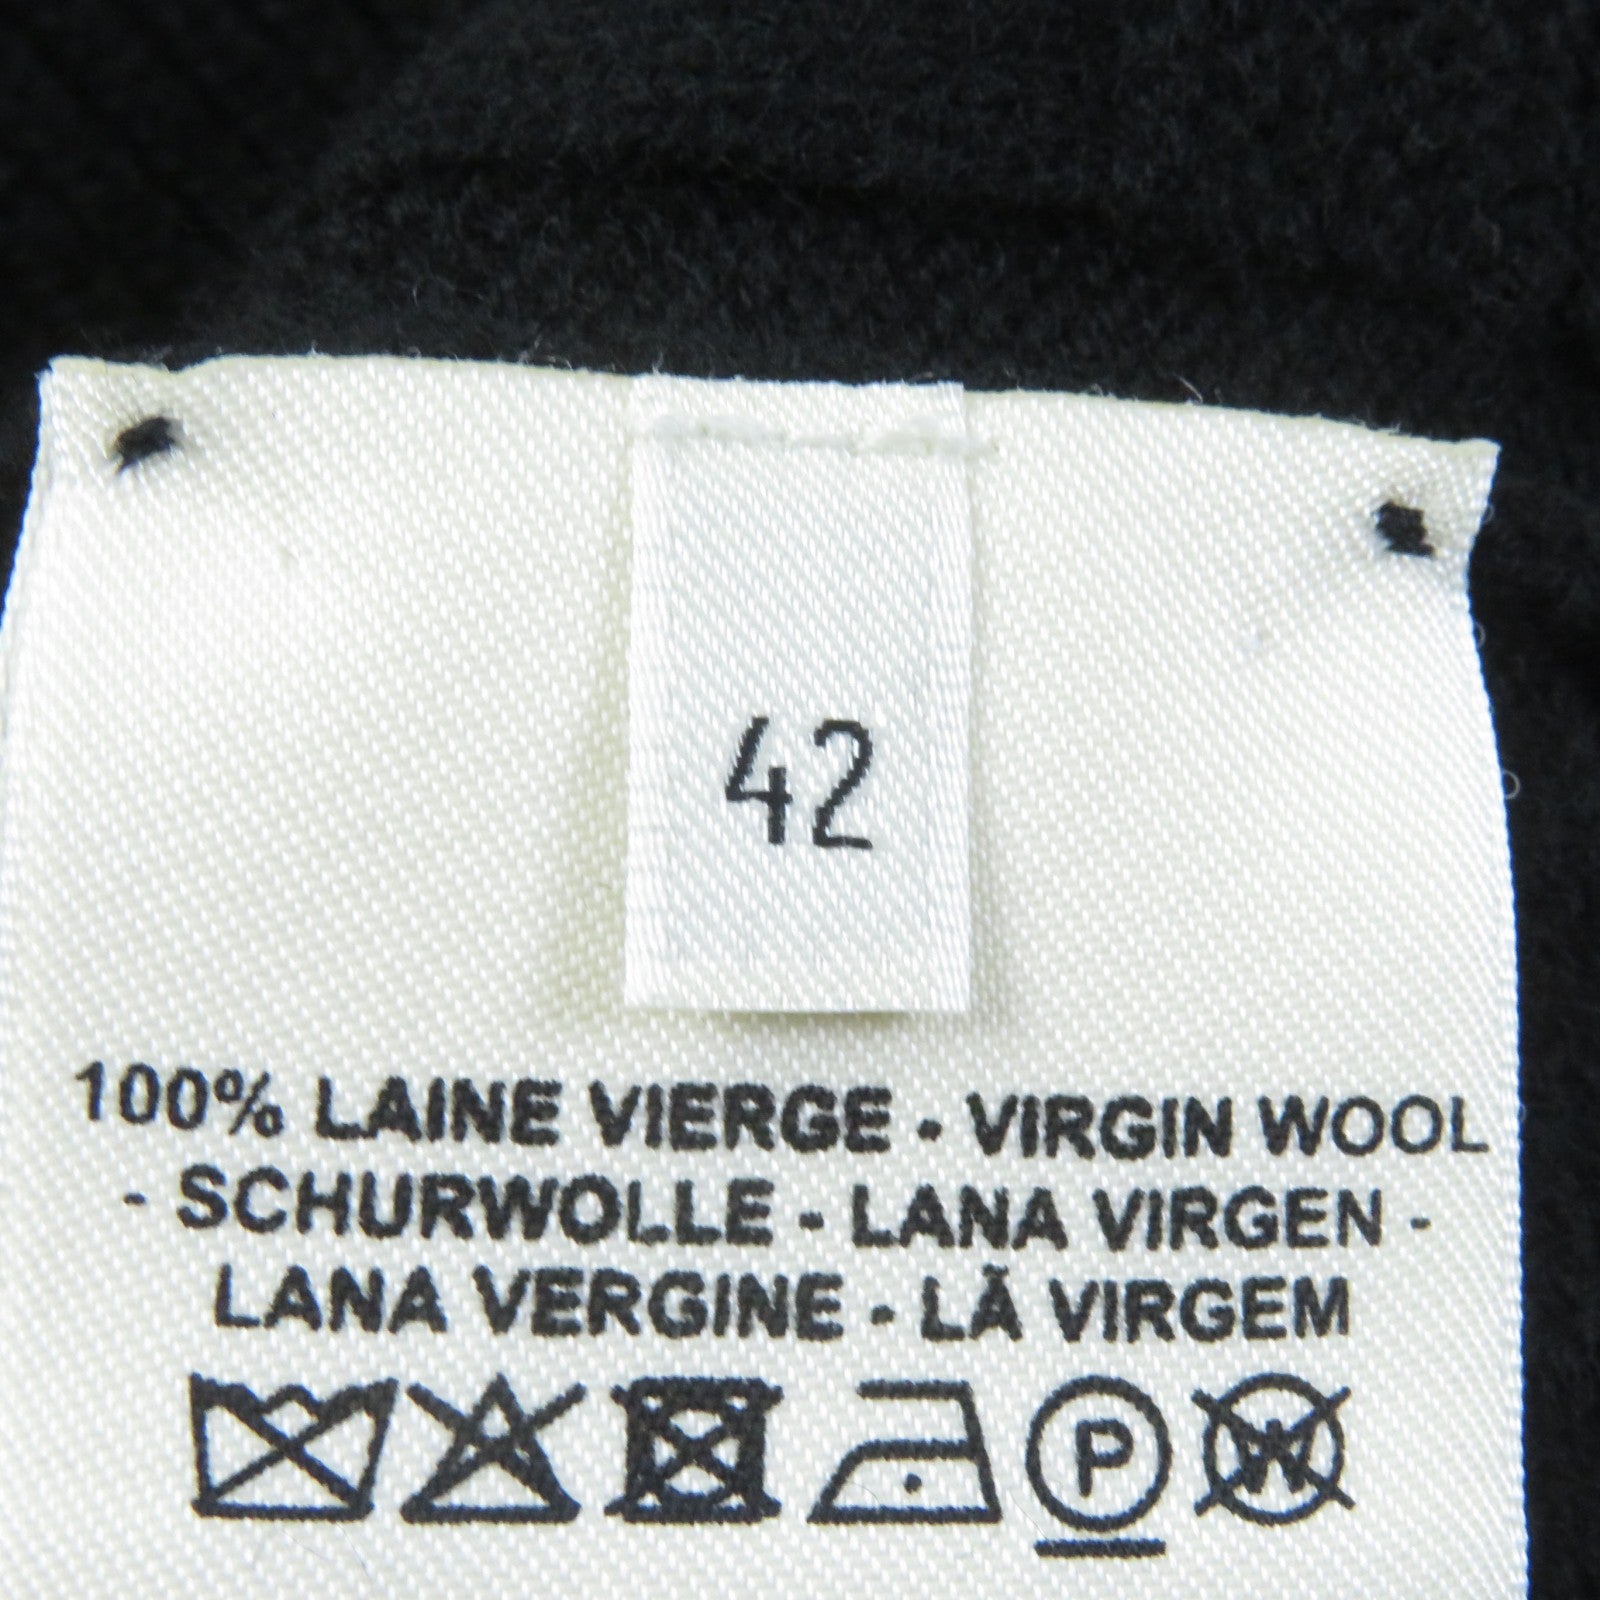 42
100% LAINE VIERGE - VIRGIN WOOL
- SCHURWOLLE - LANA VIRGEN -
LANA VERGINE - LÃ VIRGEM
P W